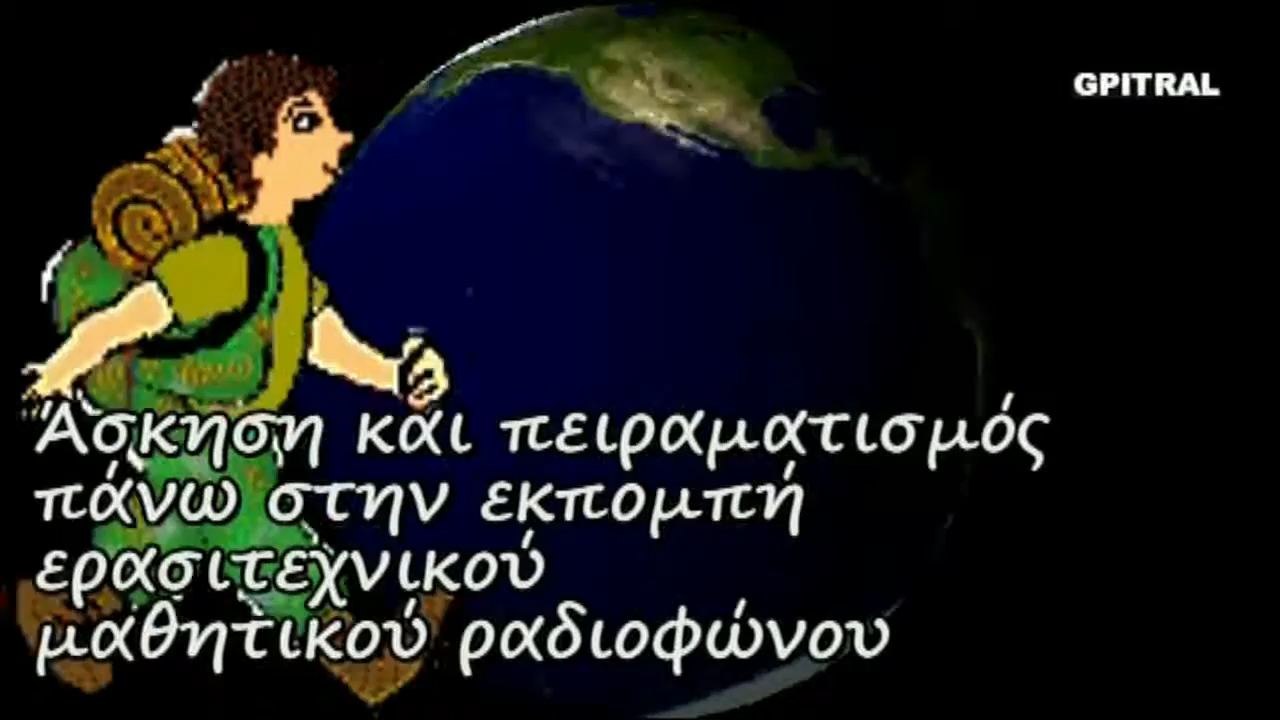 GPITRAL
Άσκηση και πειραματισμός
πάνω στην εκπομπή
ερασιτεχνικού
μαθητικού ραδιοφώνου